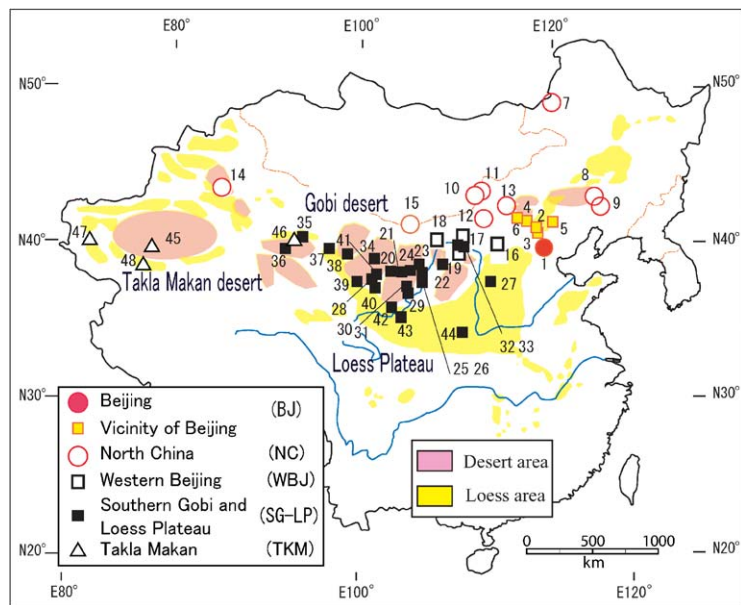 E80° E100° E120°
N50° N50°
7
14 11 10 8
15 13 9
Gobi desert 12 4 2
18 6 5
47 35 21 17 3
45 46 41 34 24 23 16 1
N40° N40°
36 37 38 20 19
48
Takla Makan desert 39 22 27
28 40 29
30 31 42 43 44
32 33
Loess Plateau
25 26
N30° N30°
Beijing (BJ)
Vicinity of Beijing
North China (NC)
Western Beijing (WBJ)
Southern Gobi and
Loess Plateau (SG-LP)
Takla Makan (TKM)
Desert area
Loess area
N20° N20°
0 500 1000
km
E80° E100° E120°